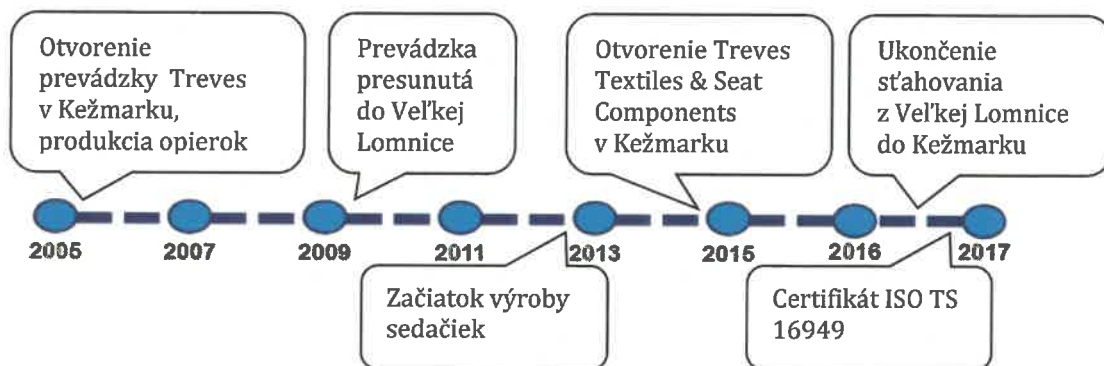 Otvorenie
prevádzky Treves
v Kežmarku,
produkcia opierok
Prevádzka
presunutá
do Veľkej
Lomnice
Otvorenie Treves
Textiles & Seat
Components
v Kežmarku
Ukončenie
sťahovania
z Veľkej Lomnice
do Kežmarku
2005
2007
2009
2011
2013
2015
2016
2017
Začiatok výroby
sedačiek
Certifikát ISO TS
16949